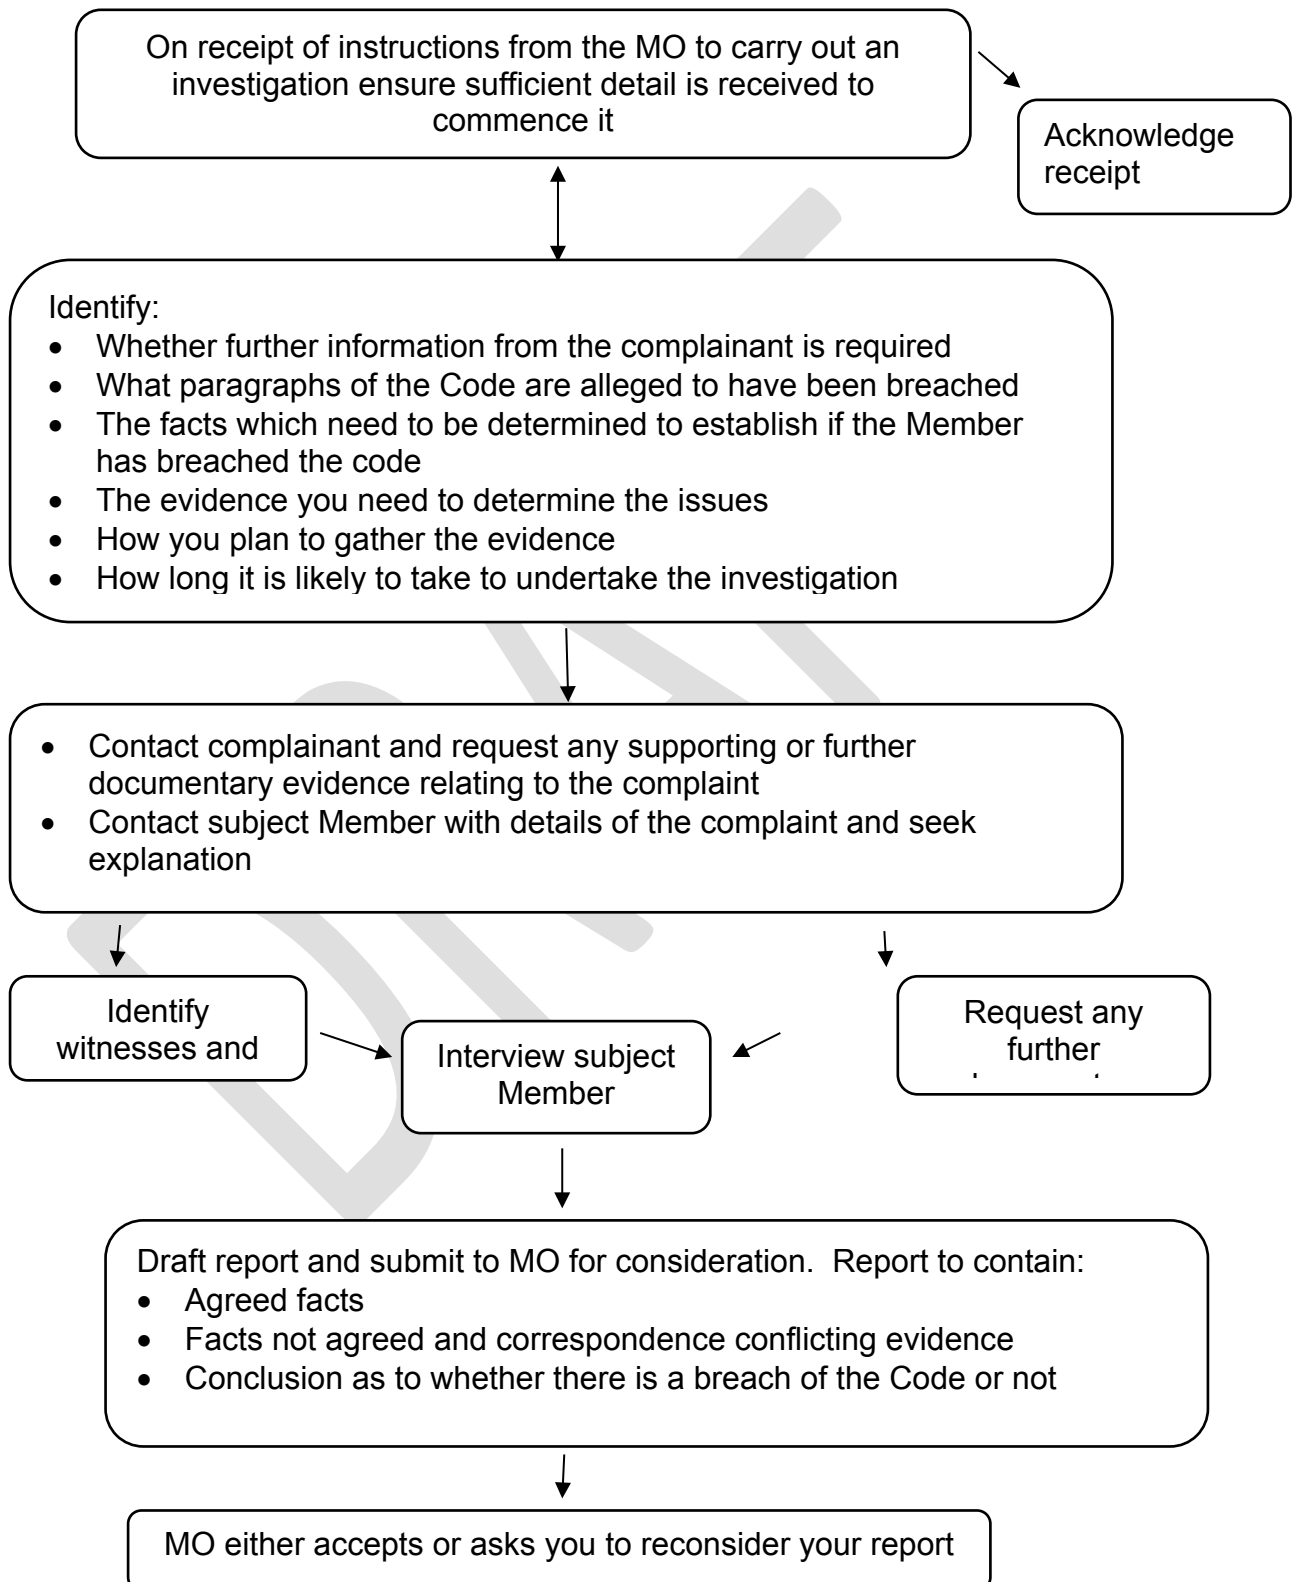 On receipt of instructions from the MO to carry out an
investigation ensure sufficient detail is received to
commence it
Acknowledge
receipt
Identify:
• Whether further information from the complainant is required
• What paragraphs of the Code are alleged to have been breached
• The facts which need to be determined to establish if the Member
has breached the code
• The evidence you need to determine the issues
• How you plan to gather the evidence
• How long it is likely to take to undertake the investigation
• Contact complainant and request any supporting or further
documentary evidence relating to the complaint
• Contact subject Member with details of the complaint and seek
explanation
Identify
witnesses and
Interview subject
Member
Request any
further
Draft report and submit to MO for consideration.  Report to contain:
• Agreed facts
• Facts not agreed and correspondence conflicting evidence
• Conclusion as to whether there is a breach of the Code or not
MO either accepts or asks you to reconsider your report